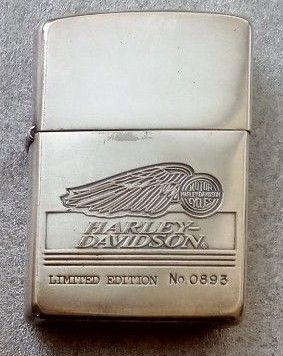 MOTOR
HARLEY-DAVIDSON
CYCLES
HARLEY-
DAVIDSON
LIMITED EDITION No 0893